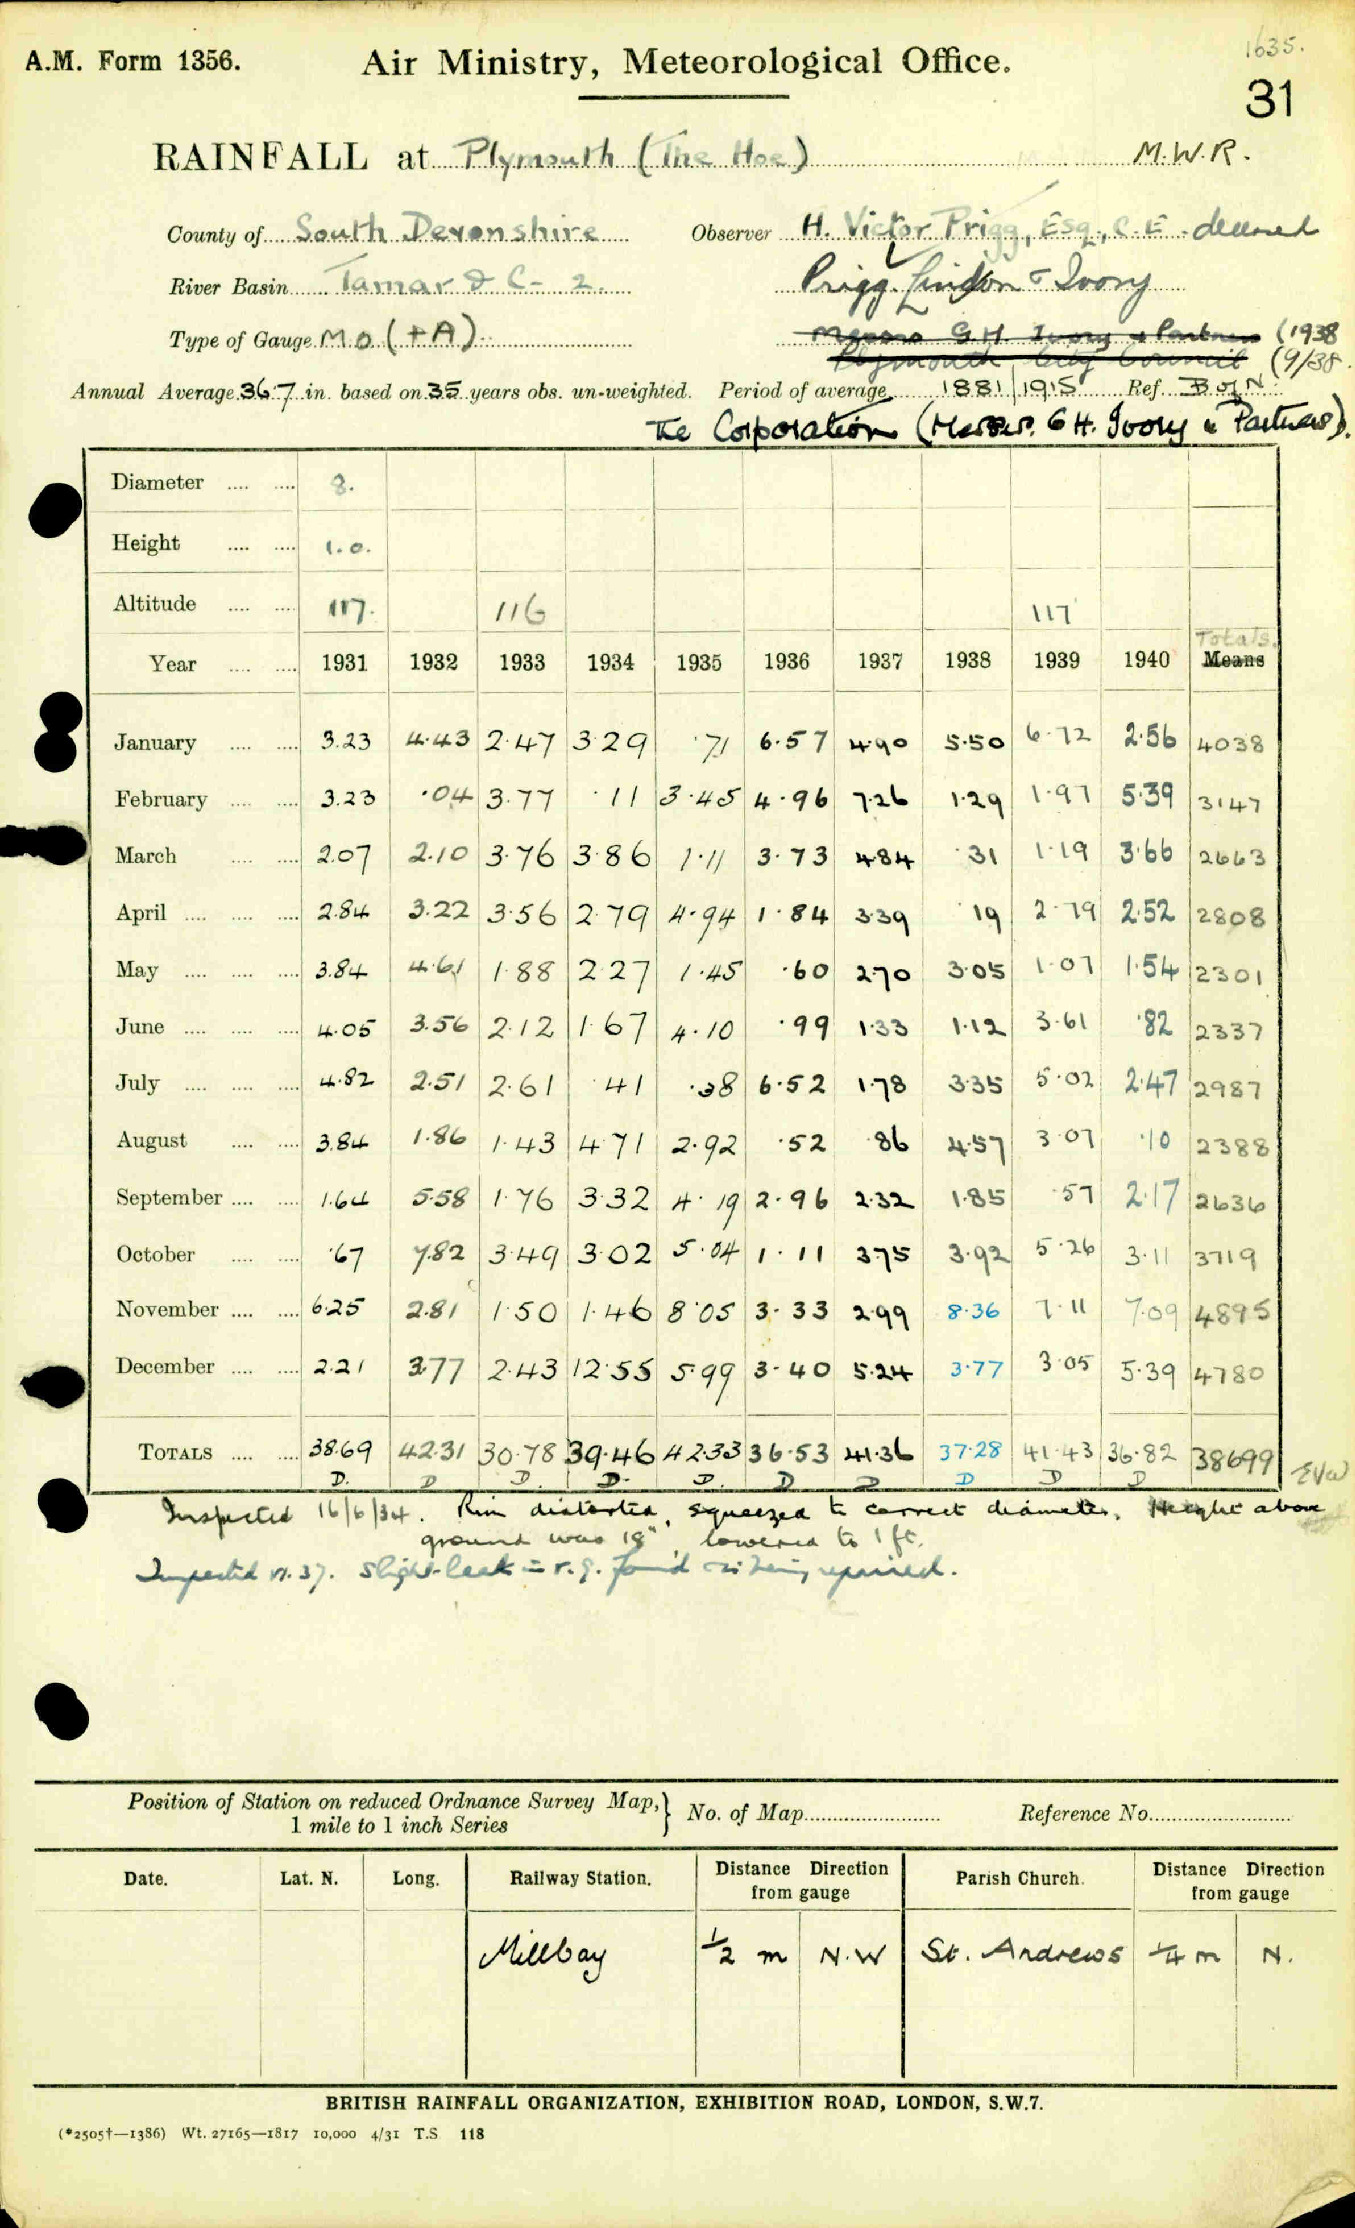 1635.
A.M. Form 1356. Air Ministry, Meteorological Office.
31
RAINFALL at Plymouth (The Hoe) M.W.R.
County of South Devonshire Observer H. Victor Prigg, Esq., C.E. deceased
River Basin Tamar & C- 2. Prigg Lindon & Ivory
Type of Gauge M O (+A) Messrs G.H. Ivory & Partners (1938
Plymouth City Council (9/38.
Annual Average 36.7 in. based on 35 years obs. un-weighted. Period of average 1881 1915 Ref. B of N.
The Corporation (Messrs. G H. Ivory & Partners).
Diameter .... .... 8.
Height .... .... 1.0.
Altitude .... .... 117. 116 117
Totals.
Year .... .... 1931 1932 1933 1934 1935 1936 1937 1938 1939 1940 Means
January .... .... 3.23 4.43 2.47 3.29 .71 6.57 4.90 5.50 6.72 2.56 4038
February .... .... 3.23 .04 3.77 .11 3.45 4.96 7.26 1.29 1.97 5.39 3147
March .... .... 2.07 2.10 3.76 3.86 1.11 3.73 4.84 .31 1.19 3.66 2663
April .... .... .... 2.84 3.22 3.56 2.79 4.94 1.84 3.39 .19 2.79 2.52 2808
May .... .... .... 3.84 4.61 1.88 2.27 1.45 .60 2.70 3.05 1.07 1.54 2301
June .... .... .... 4.05 3.56 2.12 1.67 4.10 .99 1.33 1.12 3.61 .82 2337
July .... .... .... 4.82 2.51 2.61 .41 .38 6.52 1.78 3.35 5.02 2.47 2987
August .... .... 3.84 1.86 1.43 4.71 2.92 .52 .86 4.57 3.07 .10 2388
September .... .... 1.64 5.58 1.76 3.32 4.19 2.96 2.32 1.85 .57 2.17 2636
October .... .... .67 7.82 3.49 3.02 5.04 1.11 3.75 3.92 5.26 3.11 3719
November .... .... 6.25 2.81 1.50 1.46 8.05 3.33 2.99 8.36 7.11 7.09 4895
December .... .... 2.21 3.77 2.43 12.55 5.99 3.40 5.24 3.77 3.05 5.39 4780
TOTALS .... .... 38.69 42.31 30.78 39.46 42.33 36.53 41.36 37.28 41.43 36.82 38699
D. D D. D. D. D D D D D EVW
Inspected 16/6/34. Rim distorted, squeezed to correct diameter. Height above
ground was 18", lowered to 1 ft.
Inspected 37. Slight leak in r.g. found being repaired.
Position of Station on reduced Ordnance Survey Map, } No. of Map Reference No.
1 mile to 1 inch Series
Date. Lat. N. Long. Railway Station. Distance Direction from gauge Parish Church. Distance Direction from gauge
Millbay 1/2 m N.W St. Andrews 1/4 m N.
BRITISH RAINFALL ORGANIZATION, EXHIBITION ROAD, LONDON, S.W.7.
(*2505†—1386) Wt. 27165—1817 10,000 4/31 T.S 118